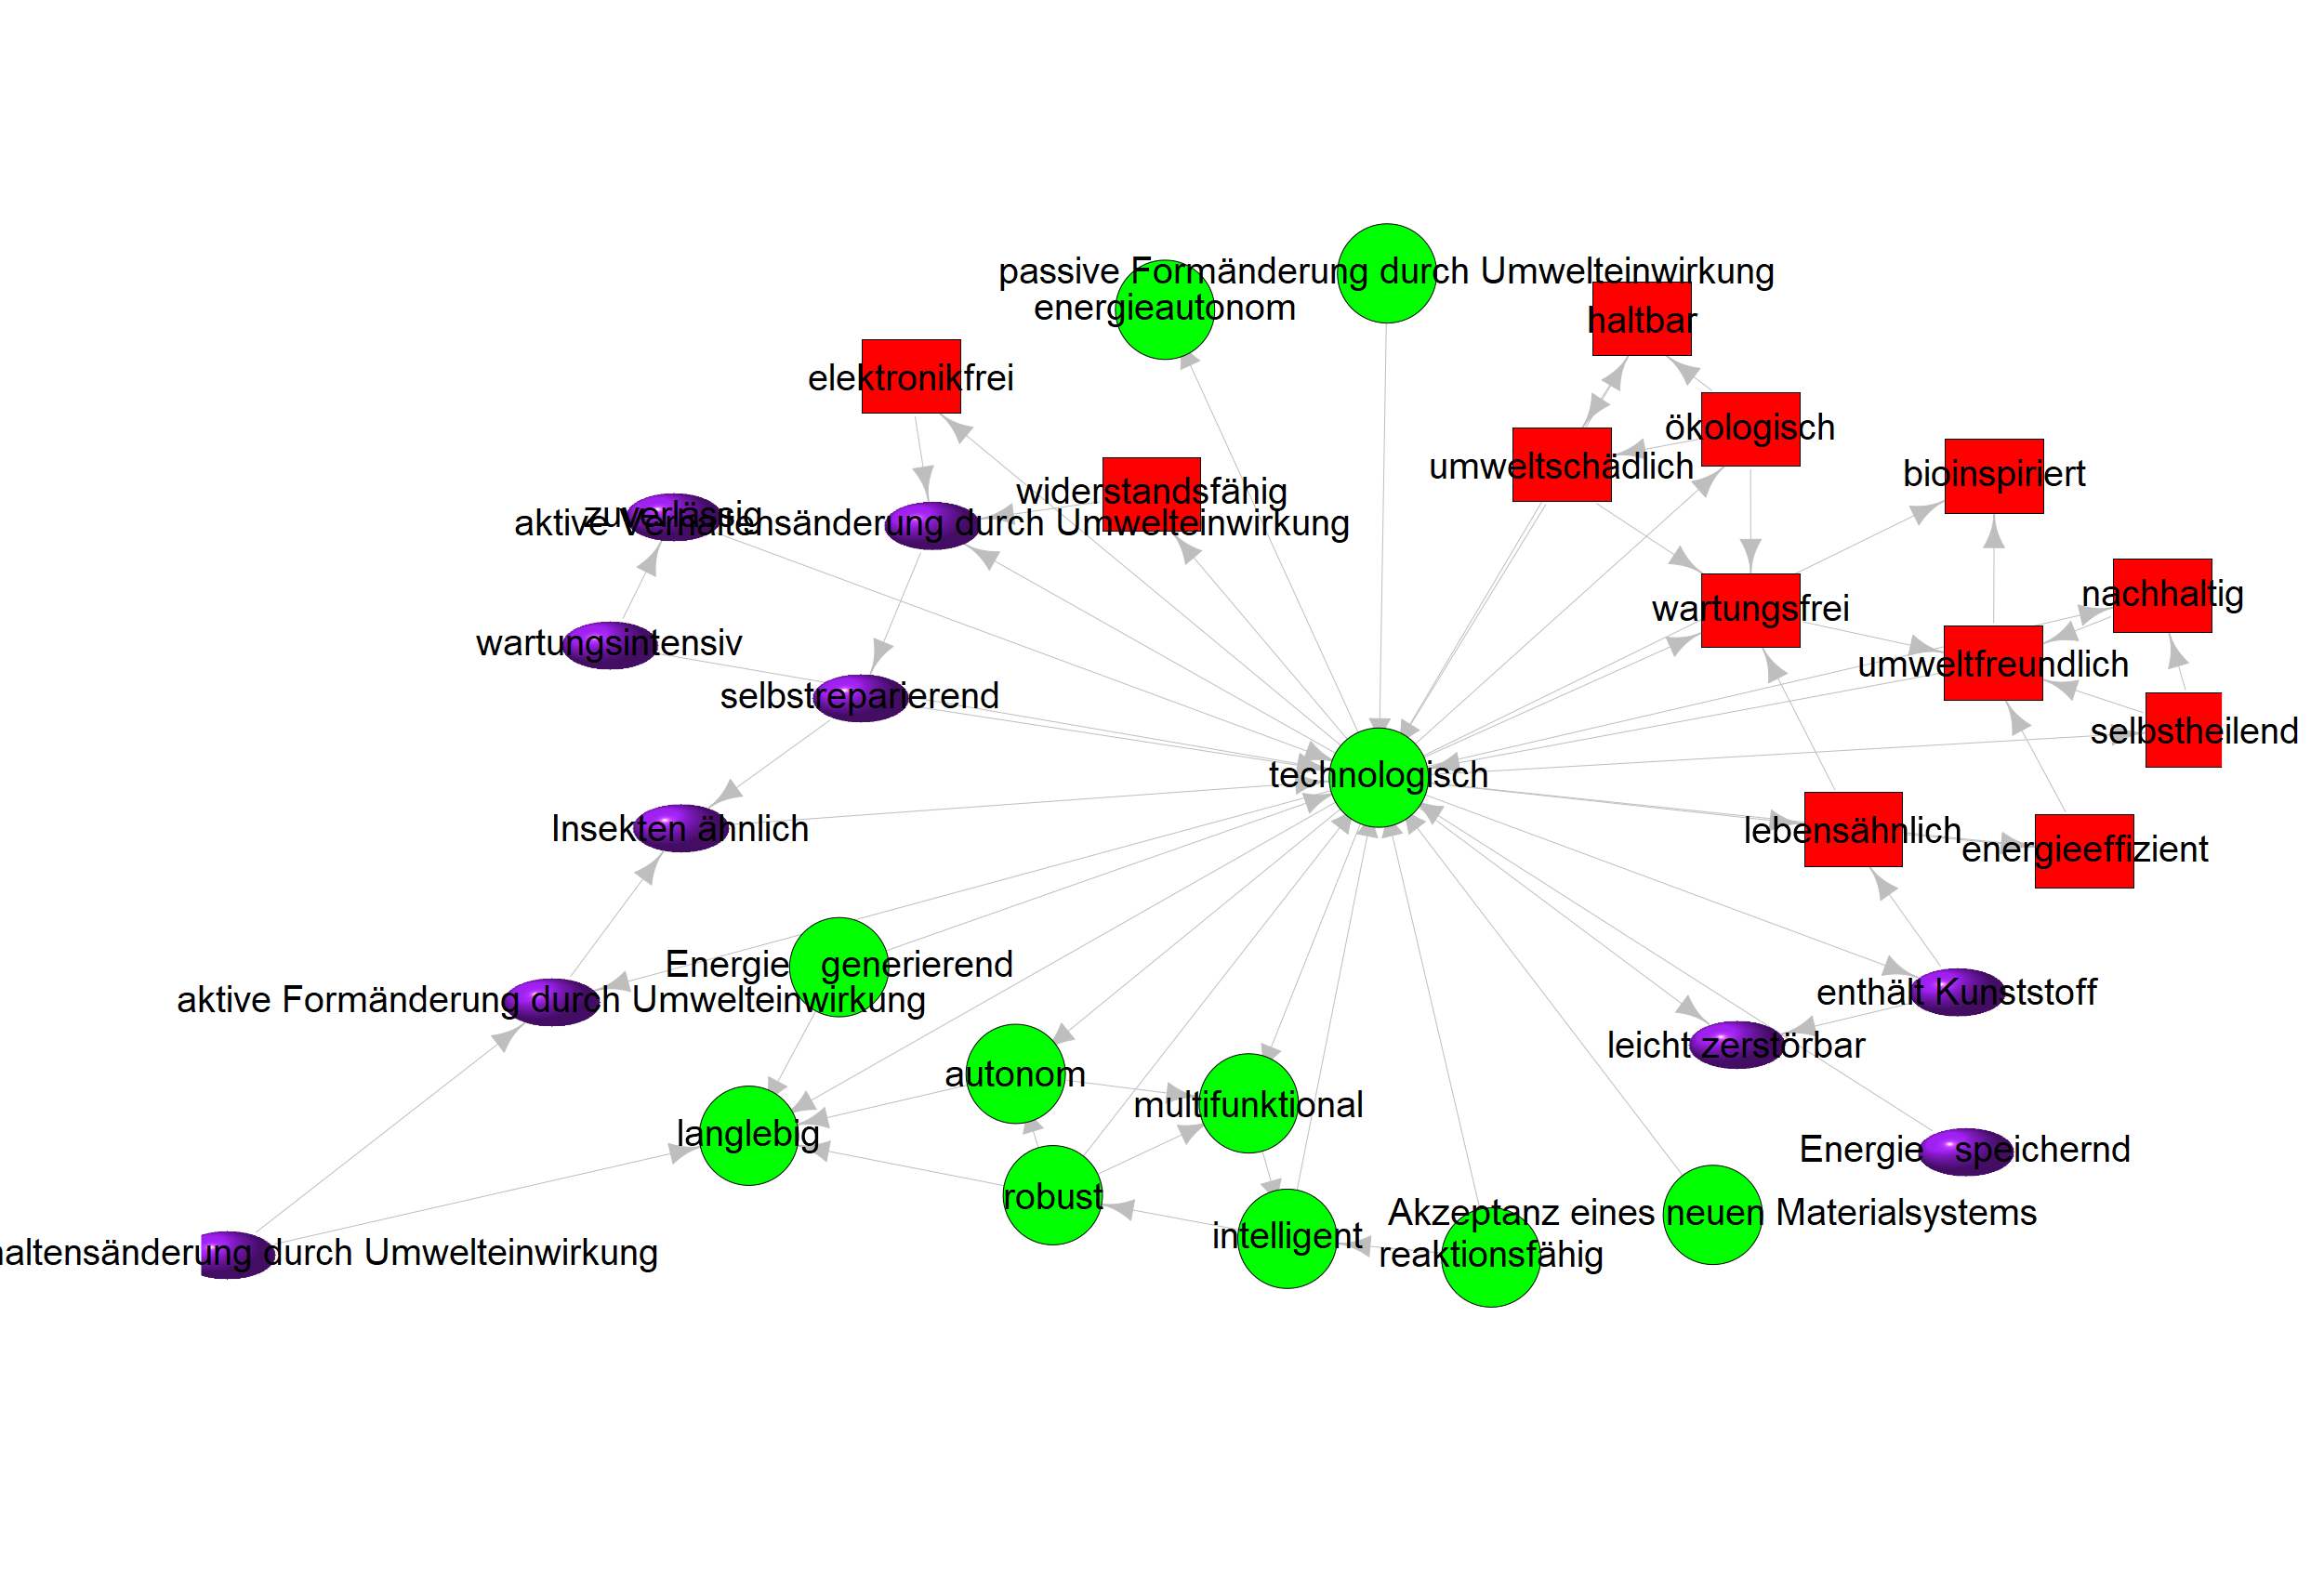 passive Formänderung durch Umwelteinwirkung
energieautonom
haltbar
elektronikfrei
ökologisch
umweltschädlich
bioinspiriert
widerstandsfähig
zuverlässig
aktive Verhaltensänderung durch Umwelteinwirkung
nachhaltig
wartungsfrei
wartungsintensiv
umweltfreundlich
selbstreparierend
selbstheilend
technologisch
Insekten ähnlich
lebensähnlich
energieeffizient
Energie generierend
enthält Kunststoff
aktive Formänderung durch Umwelteinwirkung
leicht zerstörbar
autonom
multifunktional
langlebig
Energie speichernd
robust
Akzeptanz eines neuen Materialsystems
intelligent
reaktionsfähig
haltensänderung durch Umwelteinwirkung